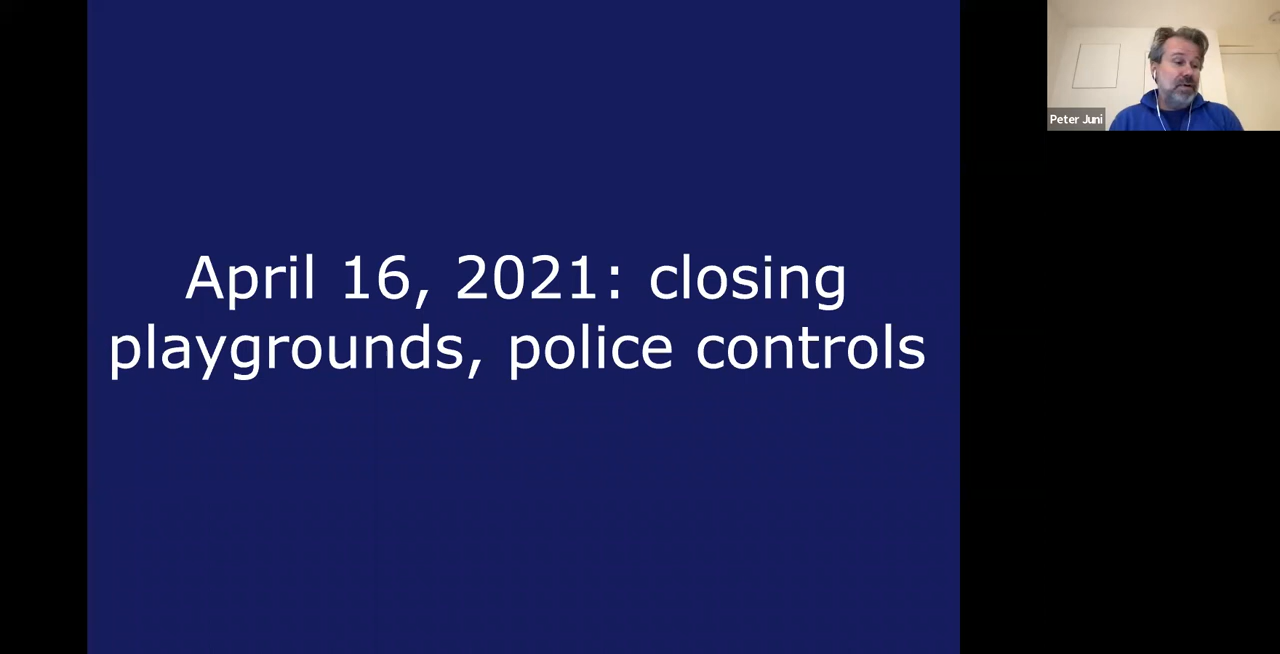 April 16, 2021: closing
playgrounds, police controls
Peter Juni